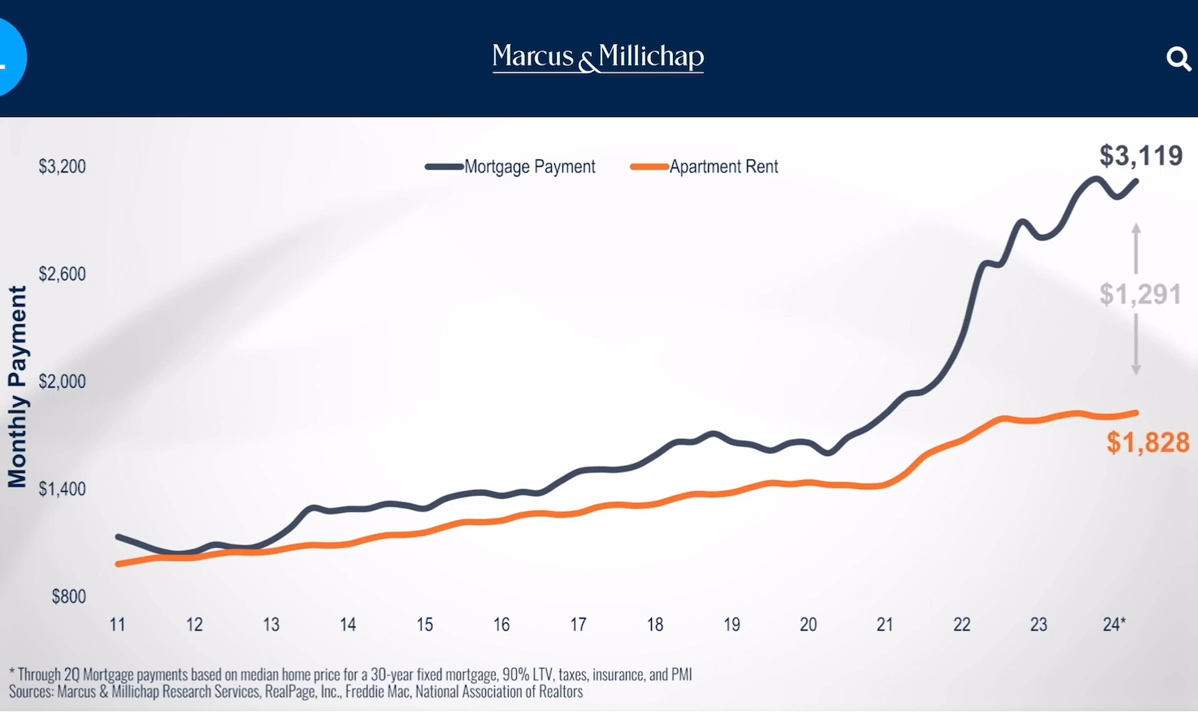 Marcus & Millichap
$3,119
$3,200
Mortgage Payment
Apartment Rent
$2,600
$1,291
Monthly Payment
$2,000
$1,828
$1,400
$800
11 12 13 14 15 16 17 18 19 20 21 22 23 24*
* Through 2Q Mortgage payments based on median home price for a 30-year fixed mortgage, 90% LTV, taxes, insurance, and PMI
Sources: Marcus & Millichap Research Services, RealPage, Inc., Freddie Mac, National Association of Realtors